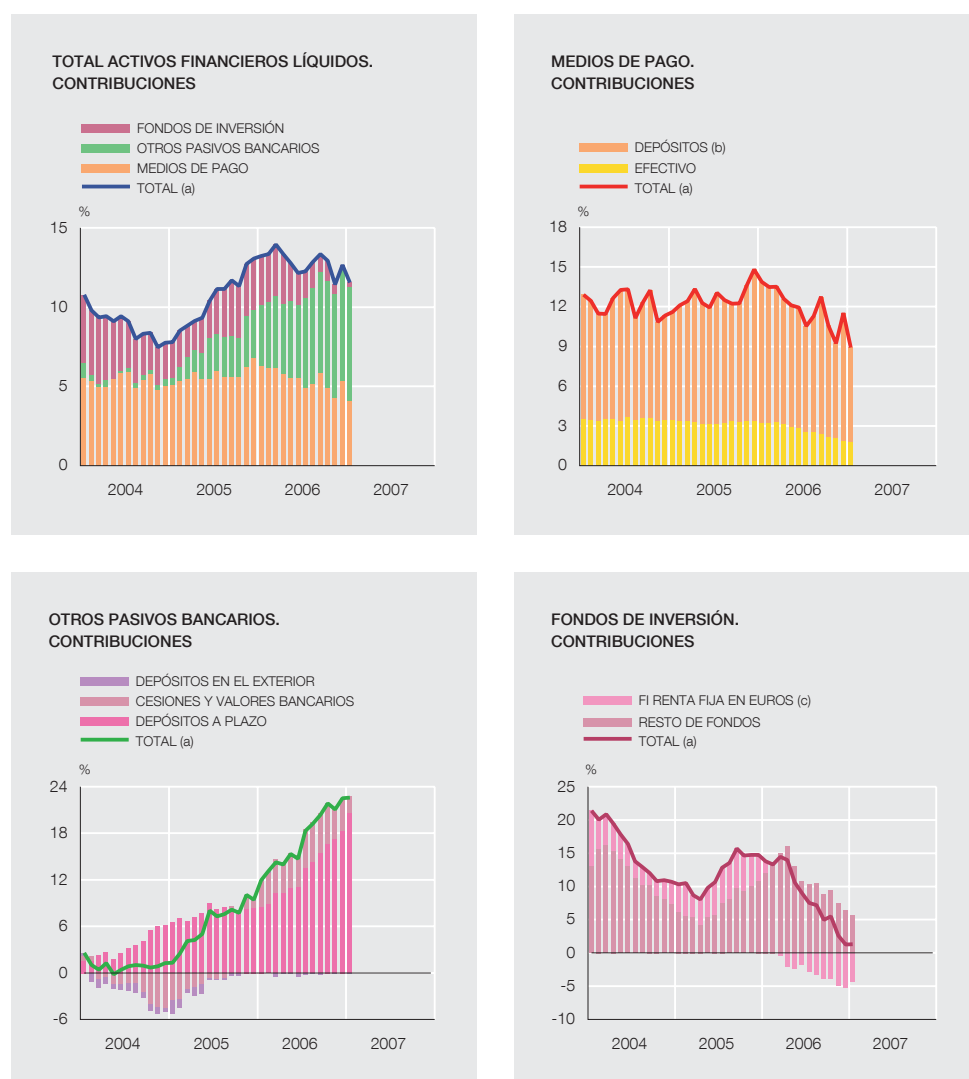 TOTAL ACTIVOS FINANCIEROS LÍQUIDOS.
CONTRIBUCIONES
FONDOS DE INVERSIÓN
OTROS PASIVOS BANCARIOS
MEDIOS DE PAGO
TOTAL (a)
%
15
10
5
0
2004 2005 2006 2007
MEDIOS DE PAGO.
CONTRIBUCIONES
DEPÓSITOS (b)
EFECTIVO
TOTAL (a)
%
18
15
12
9
6
3
0
2004 2005 2006 2007
OTROS PASIVOS BANCARIOS.
CONTRIBUCIONES
DEPÓSITOS EN EL EXTERIOR
CESIONES Y VALORES BANCARIOS
DEPÓSITOS A PLAZO
TOTAL (a)
%
24
18
12
6
0
-6
2004 2005 2006 2007
FONDOS DE INVERSIÓN.
CONTRIBUCIONES
FI RENTA FIJA EN EUROS (c)
RESTO DE FONDOS
TOTAL (a)
%
25
20
15
10
5
0
-5
-10
2004 2005 2006 2007